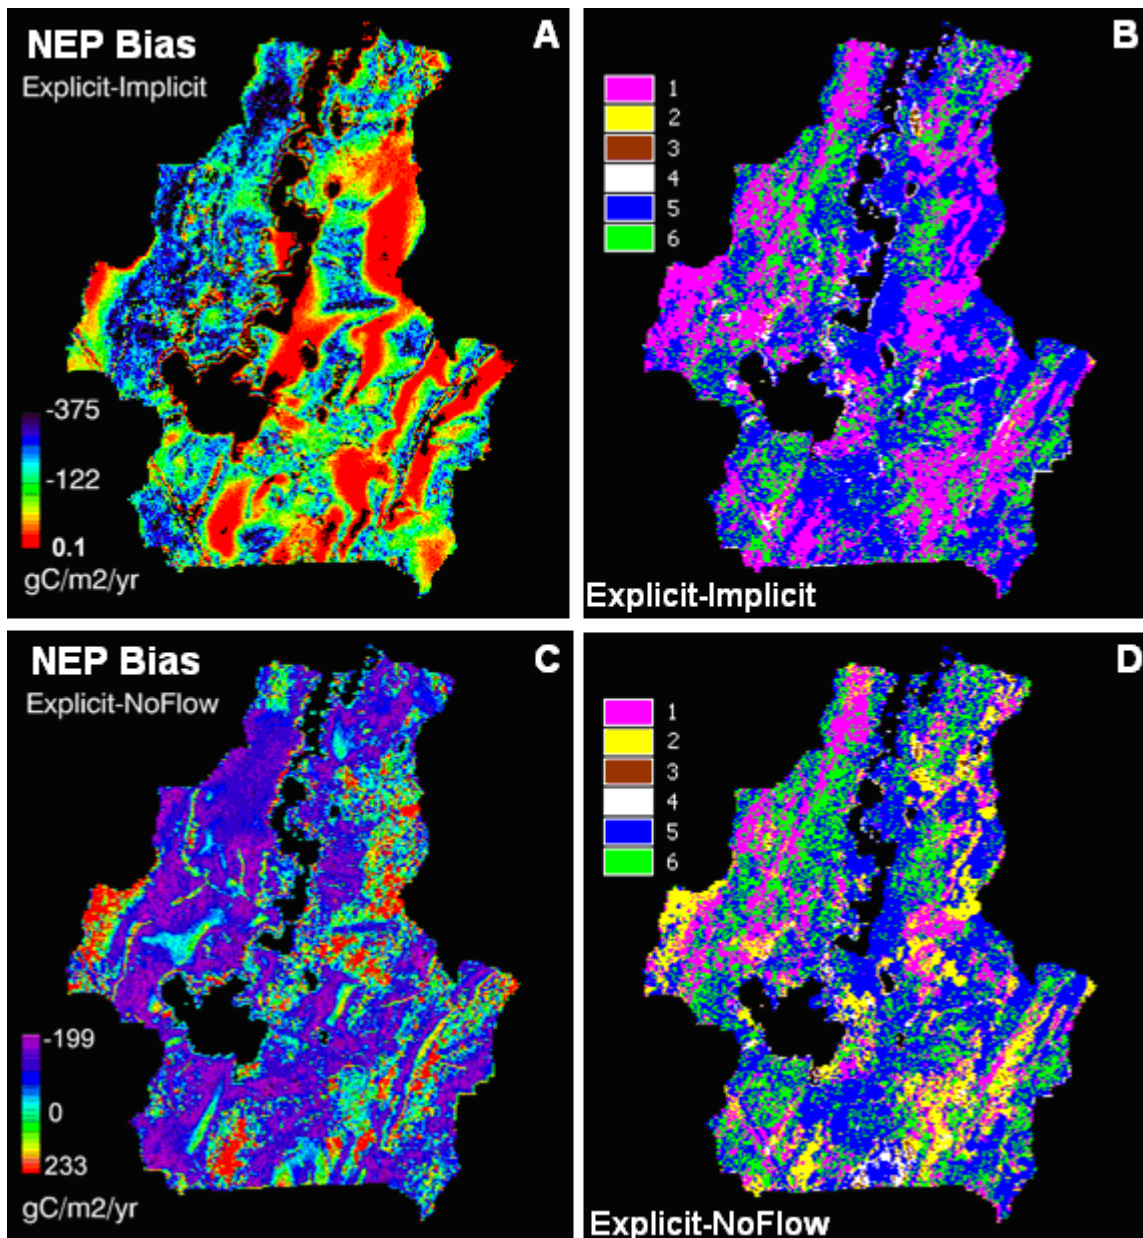 NEP Bias
A
Explicit-Implicit
-375
-122
0.1
gC/m2/yr
B
1
2
3
4
5
6
Explicit-Implicit
NEP Bias
C
Explicit-NoFlow
-199
0
233
gC/m2/yr
D
1
2
3
4
5
6
Explicit-NoFlow